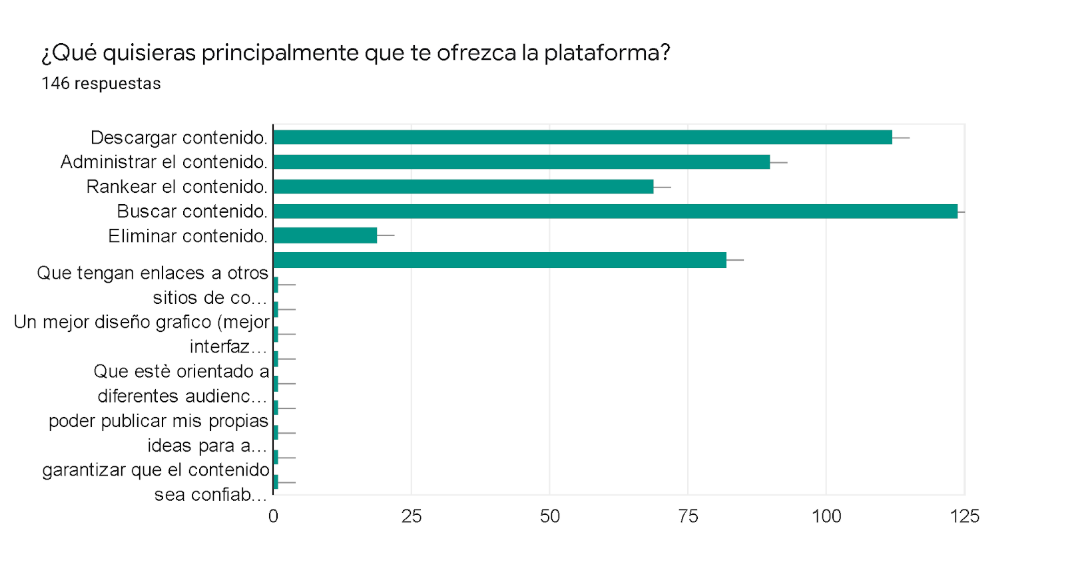 ¿Qué quisieras principalmente que te ofrezca la plataforma?
146 respuestas
Descargar contenido.
Administrar el contenido.
Rankear el contenido.
Buscar contenido.
Eliminar contenido.
Que tengan enlaces a otros
sitios de co…
Un mejor diseño grafico (mejor
interfaz…
Que estè orientado a
diferentes audienc…
poder publicar mis propias
ideas para a…
garantizar que el contenido
sea confiab…
0
25
50
75
100
125